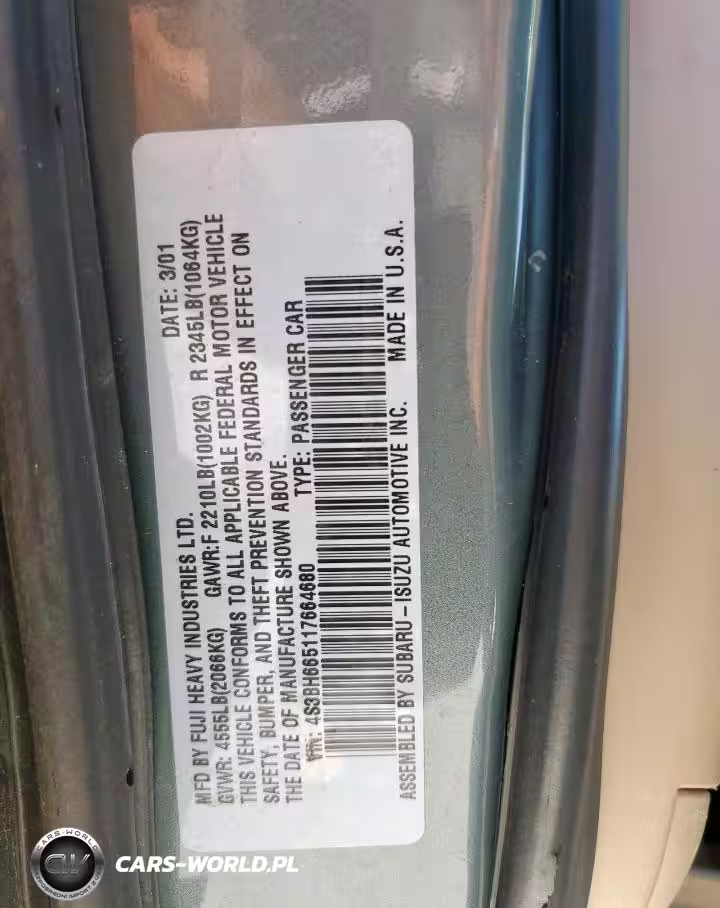 MFD BY FUJI HEAVY INDUSTRIES LTD. DATE: 3/01
GVWR: 4555LB(2066KG) GAWR:F 2210LB(1002KG) R 2345LB(1064KG)
THIS VEHICLE CONFORMS TO ALL APPLICABLE FEDERAL MOTOR VEHICLE
SAFETY, BUMPER, AND THEFT PREVENTION STANDARDS IN EFFECT ON
THE DATE OF MANUFACTURE SHOWN ABOVE.
VIN: 4S3BH665117664680 TYPE: PASSENGER CAR
ASSEMBLED BY SUBARU-ISUZU AUTOMOTIVE INC. MADE IN U.S.A.
CARS-WORLD
CW
CARS-WORLD.PL